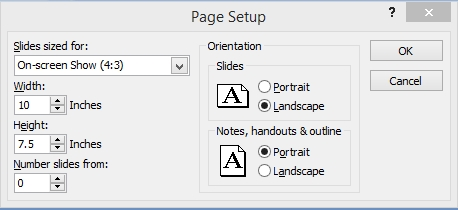 Page Setup
?
Slides sized for:
On-screen Show (4:3)
Width:
10 Inches
Height:
7.5 Inches
Number slides from:
0
Orientation
Slides
A
Portrait
Landscape
Notes, handouts & outline
A
Portrait
Landscape
OK
Cancel